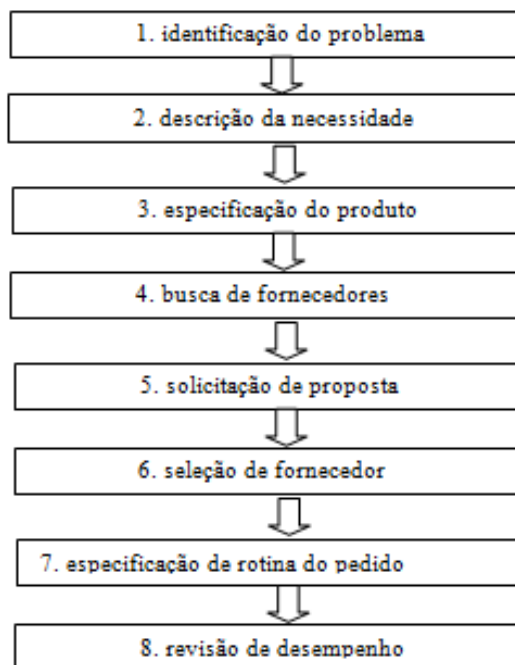 1. identificação do problema
2. descrição da necessidade
3. especificação do produto
4. busca de fornecedores
5. solicitação de proposta
6. seleção de fornecedor
7. especificação de rotina do pedido
8. revisão de desempenho